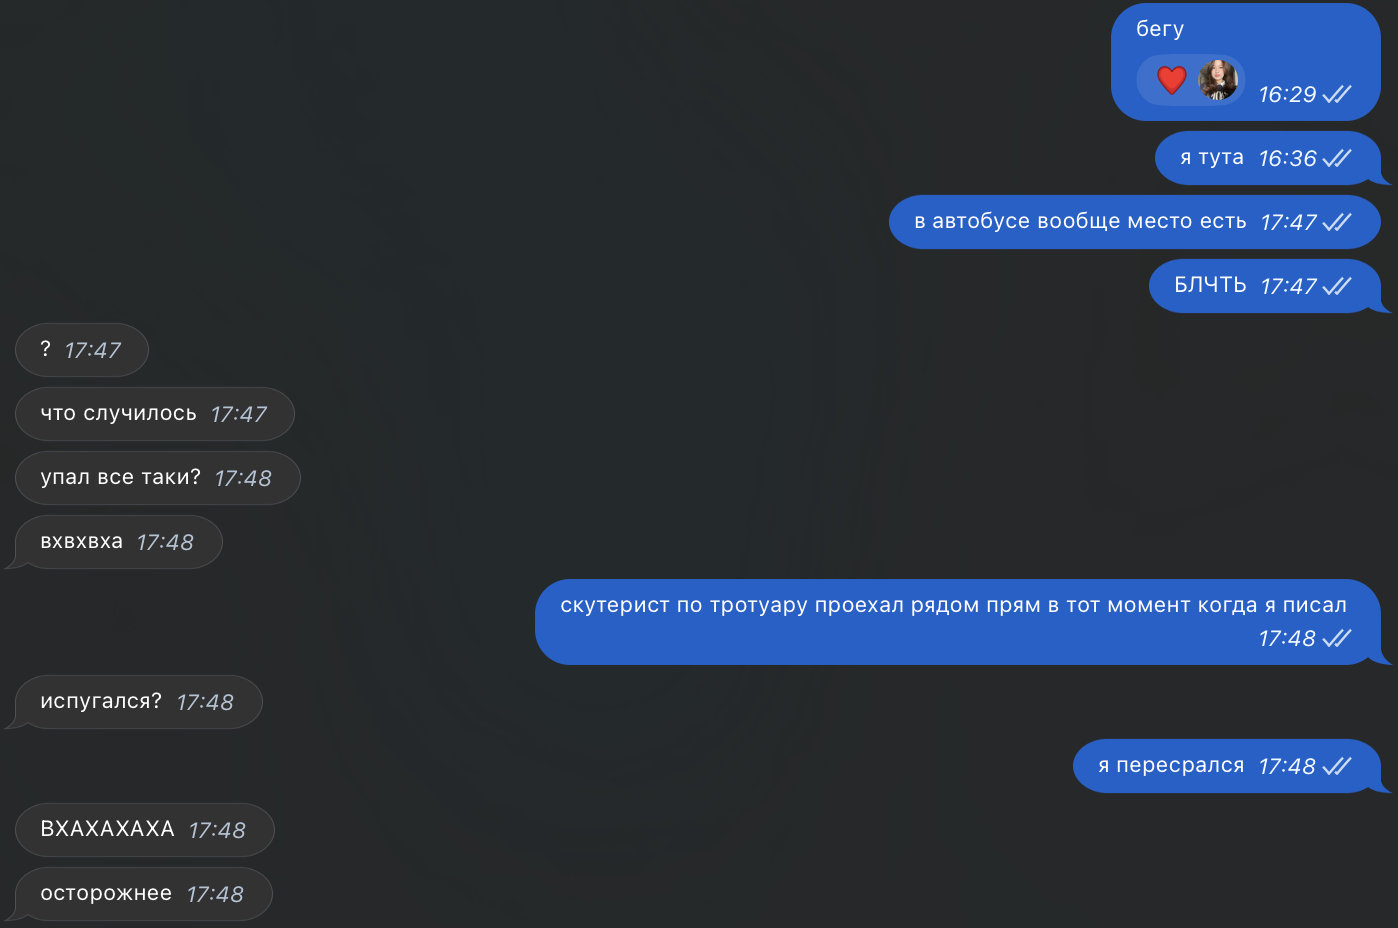 бегу
16:29
я тута 16:36
в автобусе вообще место есть 17:47
БЛЧТЬ 17:47
? 17:47
что случилось 17:47
упал все таки? 17:48
вхвхвха 17:48
скутерист по тротуару проехал рядом прям в тот момент когда я писал
17:48
испугался? 17:48
я пересрался 17:48
ВХАХАХАХА 17:48
осторожнее 17:48